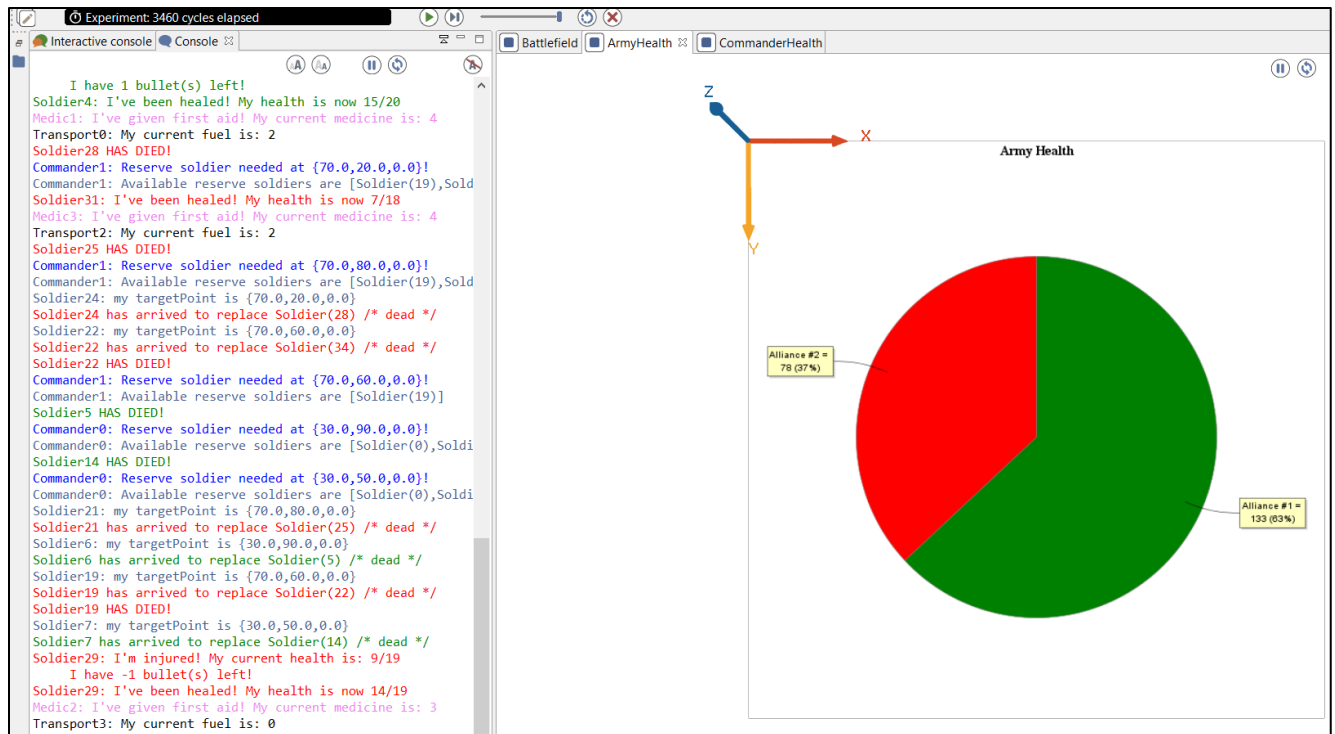 Experiment: 3460 cycles elapsed
Interactive console
Console
Battlefield
ArmyHealth
CommanderHealth
I have 1 bullet(s) left!
Soldier4: I've been healed! My health is now 15/20
Medic1: I've given first aid! My current medicine is: 4
Transport0: My current fuel is: 2
Soldier28 HAS DIED!
Commander1: Reserve soldier needed at {70.0,20.0,0.0}!
Commander1: Available reserve soldiers are [Soldier(19),Sold
Soldier31: I've been healed! My health is now 7/18
Medic3: I've given first aid! My current medicine is: 4
Transport2: My current fuel is: 2
Soldier25 HAS DIED!
Commander1: Reserve soldier needed at {70.0,80.0,0.0}!
Commander1: Available reserve soldiers are [Soldier(19),Sold
Soldier24: my targetPoint is {70.0,20.0,0.0}
Soldier24 has arrived to replace Soldier(28) /* dead */
Soldier22: my targetPoint is {70.0,60.0,0.0}
Soldier22 has arrived to replace Soldier(34) /* dead */
Soldier22 HAS DIED!
Commander1: Reserve soldier needed at {70.0,60.0,0.0}!
Commander1: Available reserve soldiers are [Soldier(19)]
Soldier5 HAS DIED!
Commander0: Reserve soldier needed at {30.0,90.0,0.0}!
Commander0: Available reserve soldiers are [Soldier(0),Soldi
Soldier14 HAS DIED!
Commander0: Reserve soldier needed at {30.0,50.0,0.0}!
Commander0: Available reserve soldiers are [Soldier(0),Soldi
Soldier21: my targetPoint is {70.0,80.0,0.0}
Soldier21 has arrived to replace Soldier(25) /* dead */
Soldier6: my targetPoint is {30.0,90.0,0.0}
Soldier6 has arrived to replace Soldier(5) /* dead */
Soldier19: my targetPoint is {70.0,60.0,0.0}
Soldier19 has arrived to replace Soldier(22) /* dead */
Soldier19 HAS DIED!
Soldier7: my targetPoint is {30.0,50.0,0.0}
Soldier7 has arrived to replace Soldier(14) /* dead */
Soldier29: I'm injured! My current health is: 9/19
I have -1 bullet(s) left!
Soldier29: I've been healed! My health is now 14/19
Medic2: I've given first aid! My current medicine is: 3
Transport3: My current fuel is: 0
Z
X
Y
Army Health
Alliance #2 =
78 (37%)
Alliance #1 =
133 (63%)